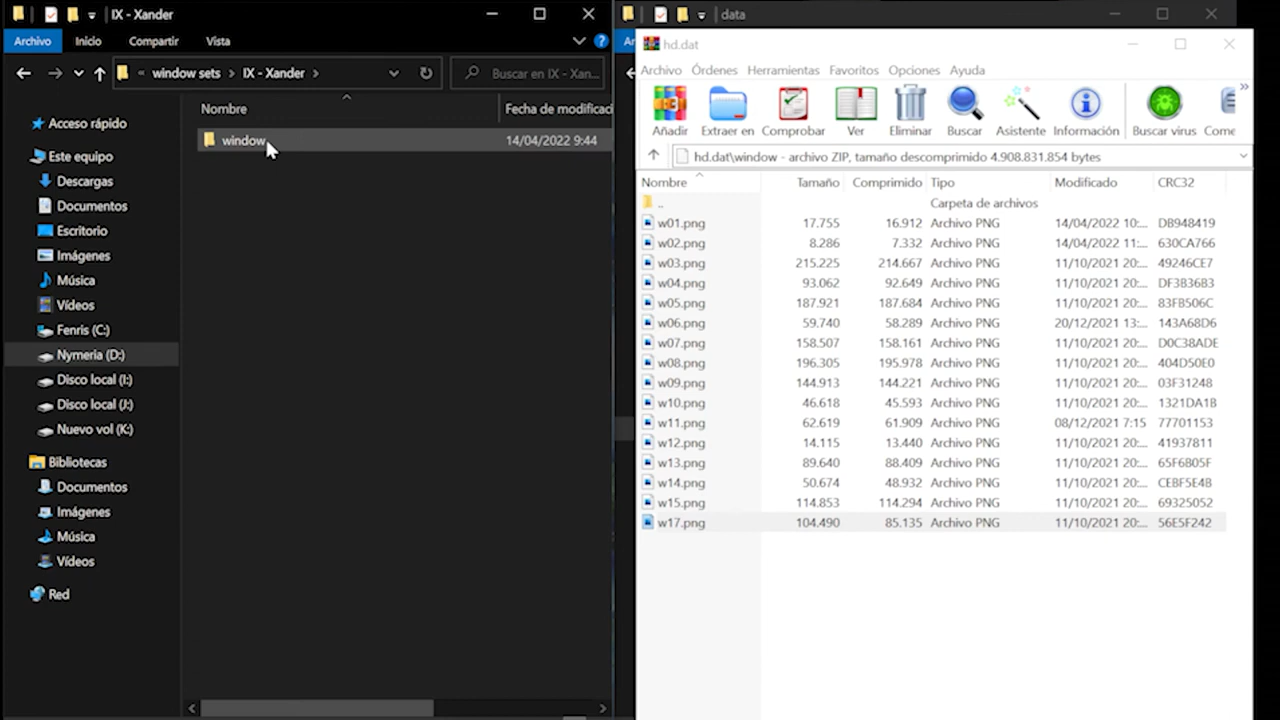 IX - Xander
Archivo Inicio Compartir Vista
« window sets > IX - Xander >
Buscar en IX - Xan...
Nombre Fecha de modificaci
window 14/04/2022 9:44
Acceso rápido
Este equipo
Descargas
Documentos
Escritorio
Imágenes
Música
Vídeos
Fenris (C:)
Nymeria (D:)
Disco local (I:)
Disco local (J:)
Nuevo vol (K:)
Bibliotecas
Documentos
Imágenes
Música
Vídeos
Red
data
hd.dat
Archivo Órdenes Herramientas Favoritos Opciones Ayuda
Añadir Extraer en Comprobar Ver Eliminar Buscar Asistente Información Buscar virus Come
hd.dat\window - archivo ZIP, tamaño descomprimido 4.908.831.854 bytes
Nombre Tamaño Comprimido Tipo Modificado CRC32
.. Carpeta de archivos
w01.png 17.755 16.912 Archivo PNG 14/04/2022 10:... DB948419
w02.png 8.286 7.332 Archivo PNG 14/04/2022 11:... 630CA766
w03.png 215.225 214.667 Archivo PNG 11/10/2021 20:... 49246CE7
w04.png 93.062 92.649 Archivo PNG 11/10/2021 20:... DF3836B3
w05.png 187.921 187.684 Archivo PNG 11/10/2021 20:... 83FB506C
w06.png 59.740 58.289 Archivo PNG 20/12/2021 13:... 143A68D6
w07.png 158.507 158.161 Archivo PNG 11/10/2021 20:... D0C38ADE
w08.png 196.305 195.978 Archivo PNG 11/10/2021 20:... 404D50E0
w09.png 144.913 144.221 Archivo PNG 11/10/2021 20:... 03F31248
w10.png 46.618 45.593 Archivo PNG 11/10/2021 20:... 1321DA1B
w11.png 62.619 61.909 Archivo PNG 08/12/2021 7:15 77701153
w12.png 14.115 13.440 Archivo PNG 11/10/2021 20:... 41937811
w13.png 89.640 88.409 Archivo PNG 11/10/2021 20:... 65F6805F
w14.png 50.674 48.932 Archivo PNG 11/10/2021 20:... CEBF5E4B
w15.png 114.853 114.294 Archivo PNG 11/10/2021 20:... 69325052
w17.png 104.490 85.135 Archivo PNG 11/10/2021 20:... 56E5F242